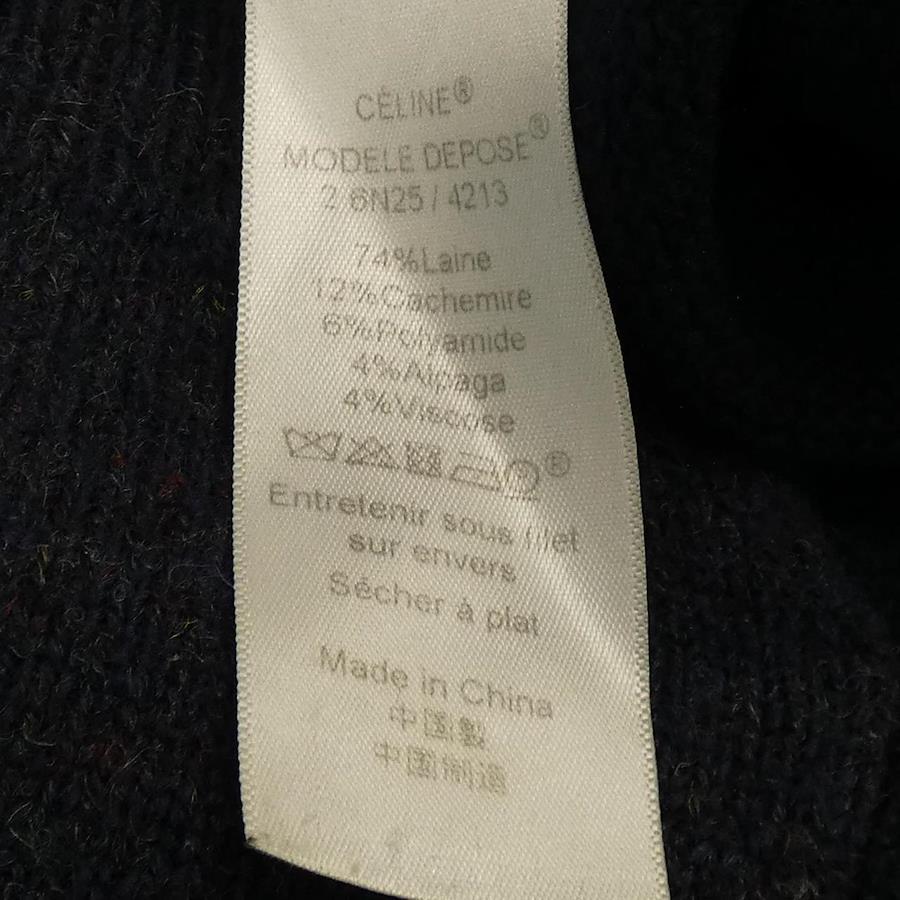 CÉLINE®
MODELE DEPOSE®
2 6N25 / 4213
74%Laine
12%Cachemire
6%Polyamide
4%Alpaga
4%Viscose
®
Entretenir sous filet
sur envers
Sécher à plat
Made in China
中国製
中国制造